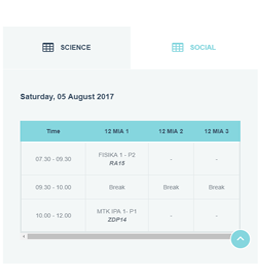 SCIENCE
SOCIAL
Saturday, 05 August 2017
Time 12 MIA 1 12 MIA 2 12 MIA 3
07.30 - 09.30 FISIKA 1 - P2 - -
RA15
09.30 - 10.00 Break Break Break
10.00 - 12.00 MTK IPA 1- P1 - -
ZDP14